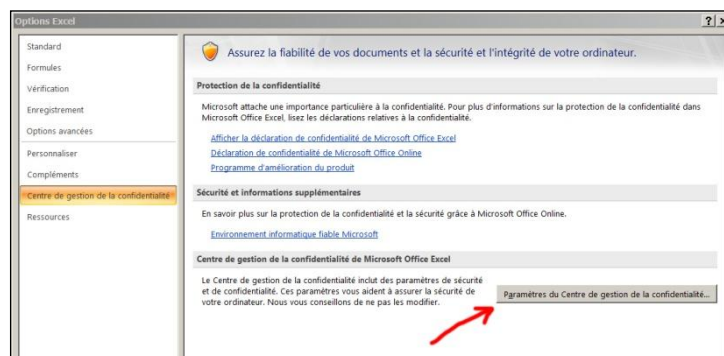 Options Excel
Standard
Formules
Vérification
Enregistrement
Options avancées
Personnaliser
Compléments
Centre de gestion de la confidentialité
Ressources
Assurez la fiabilité de vos documents et la sécurité et l'intégrité de votre ordinateur.
Protection de la confidentialité
Microsoft attache une importance particulière à la confidentialité. Pour plus d'informations sur la protection de la confidentialité dans
Microsoft Office Excel, lisez les déclarations relatives à la confidentialité.
Afficher la déclaration de confidentialité de Microsoft Office Excel
Déclaration de confidentialité de Microsoft Office Online
Programme d'amélioration du produit
Sécurité et informations supplémentaires
En savoir plus sur la protection de la confidentialité et la sécurité grâce à Microsoft Office Online.
Environnement informatique fiable Microsoft
Centre de gestion de la confidentialité de Microsoft Office Excel
Le Centre de gestion de la confidentialité inclut des paramètres de sécurité
et de confidentialité. Ces paramètres vous aident à assurer la sécurité de
votre ordinateur. Nous vous conseillons de ne pas les modifier.
Paramètres du Centre de gestion de la confidentialité...